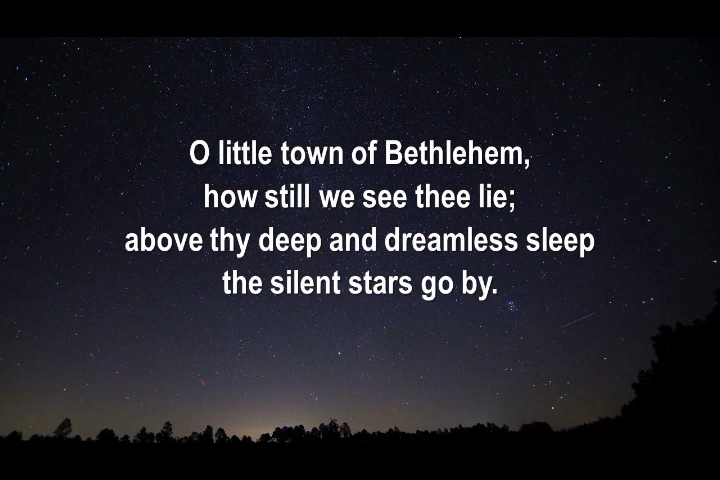 O little town of Bethlehem,
how still we see thee lie;
above thy deep and dreamless sleep
the silent stars go by.